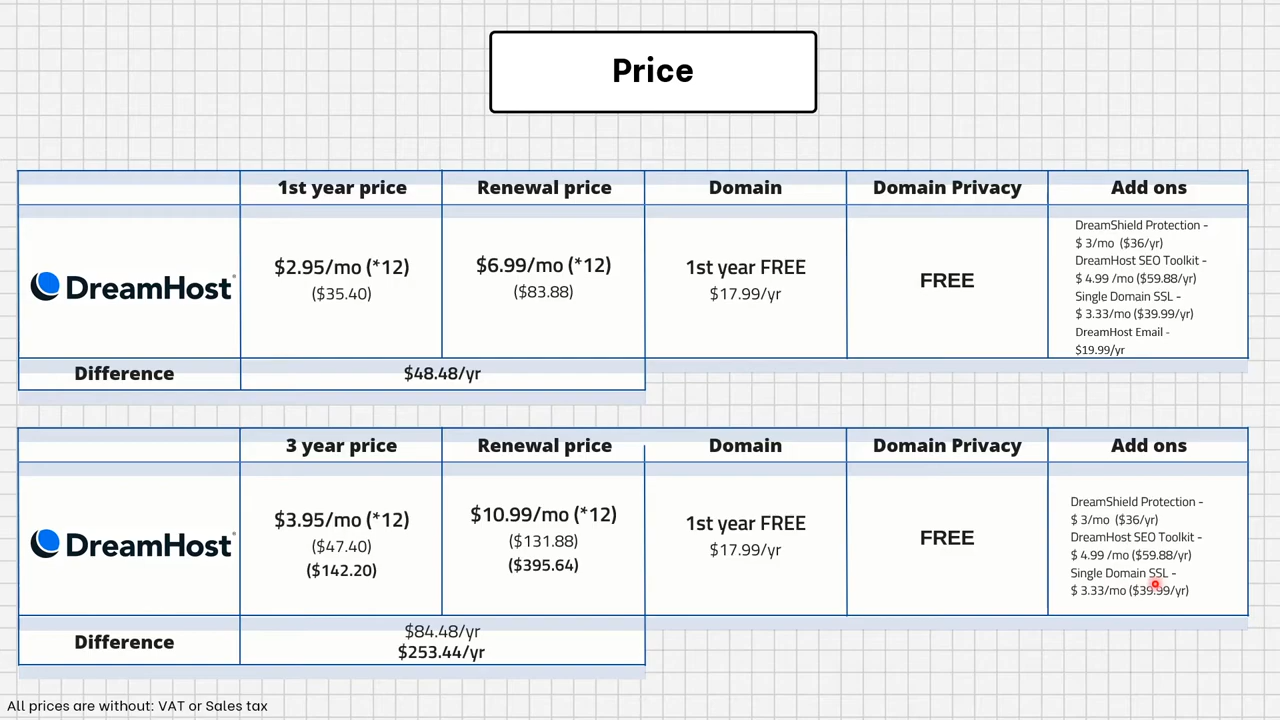 Price
1st year price Renewal price Domain Domain Privacy Add ons
DreamHost
$2.95/mo (*12)
($35.40)
$6.99/mo (*12)
($83.88)
1st year FREE
$17.99/yr
FREE
DreamShield Protection -
$ 3/mo ($36/yr)
DreamHost SEO Toolkit -
$ 4.99 /mo ($59.88/yr)
Single Domain SSL -
$ 3.33/mo ($39.99/yr)
DreamHost Email -
$19.99/yr
Difference $48.48/yr
3 year price Renewal price Domain Domain Privacy Add ons
DreamHost
$3.95/mo (*12)
($47.40)
($142.20)
$10.99/mo (*12)
($131.88)
($395.64)
1st year FREE
$17.99/yr
FREE
DreamShield Protection -
$ 3/mo ($36/yr)
DreamHost SEO Toolkit -
$ 4.99 /mo ($59.88/yr)
Single Domain SSL -
$ 3.33/mo ($39.99/yr)
Difference
$84.48/yr
$253.44/yr
All prices are without: VAT or Sales tax